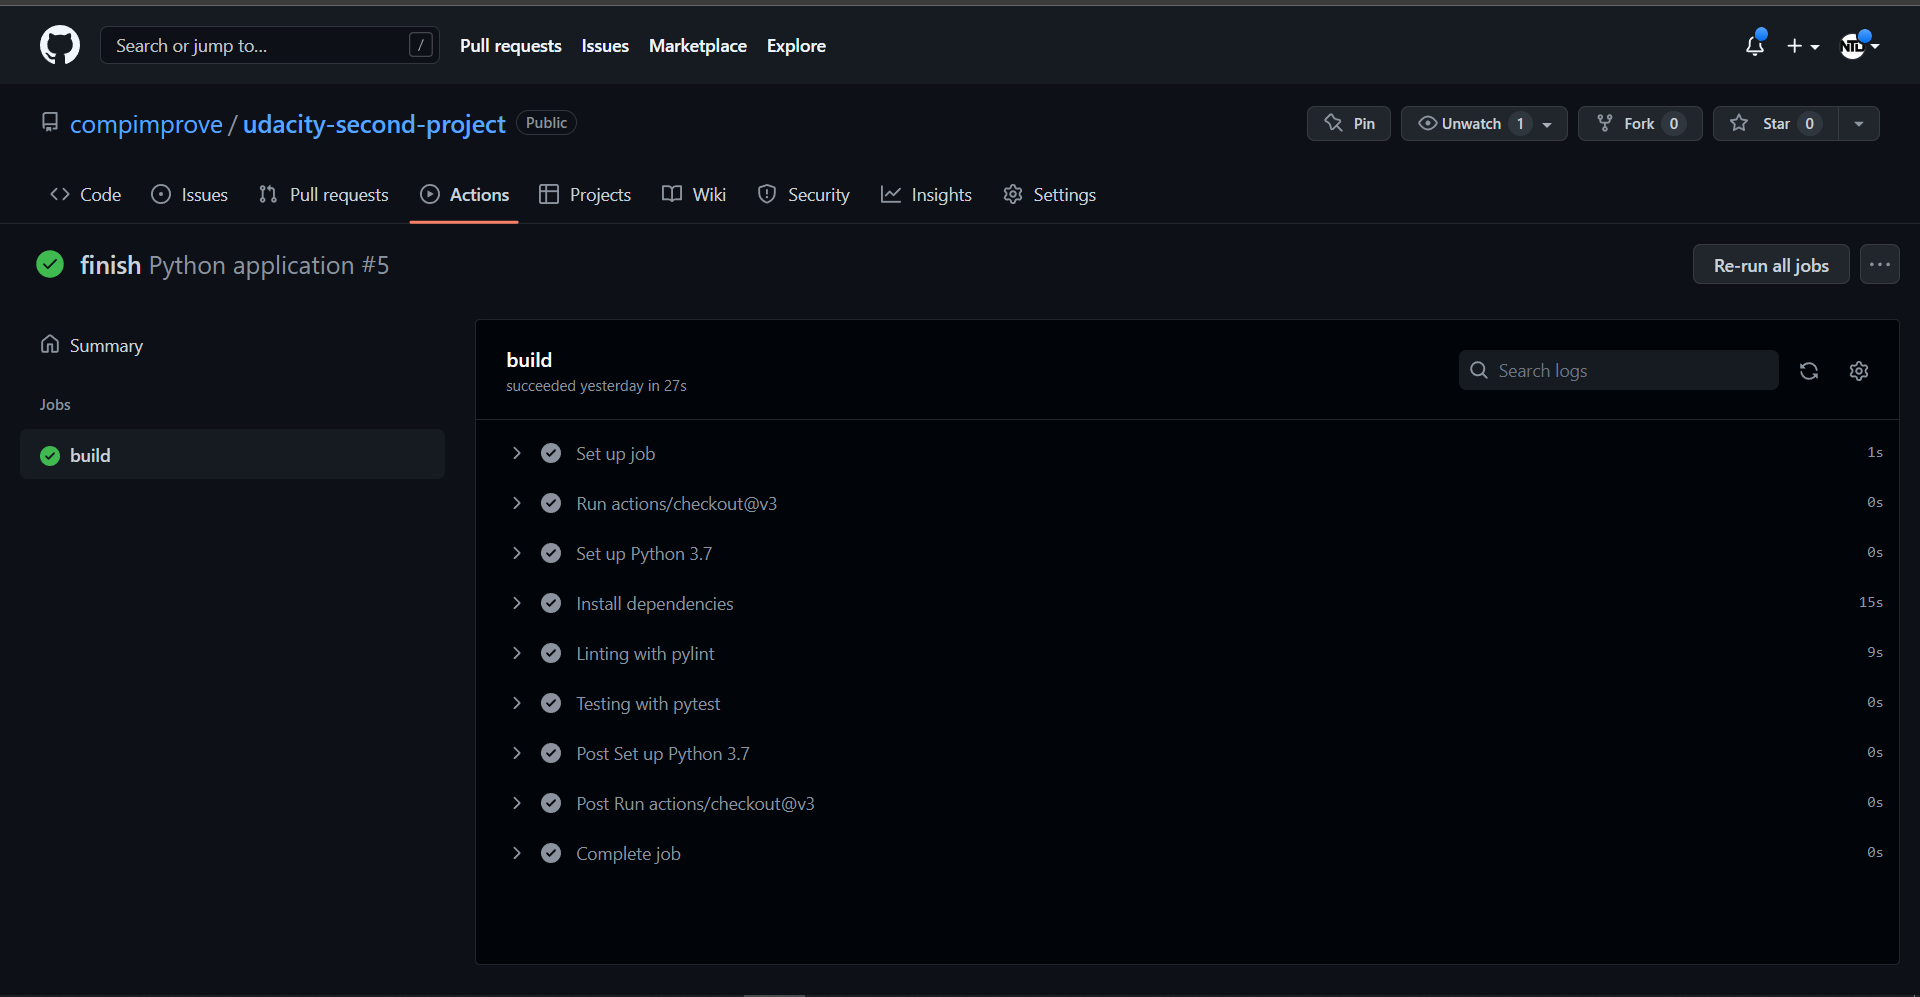 Search or jump to... /
Pull requests Issues Marketplace Explore
NTL
compimprove / udacity-second-project Public
Pin Unwatch 1 Fork 0 Star 0
Code Issues Pull requests Actions Projects Wiki Security Insights Settings
finish Python application #5
Re-run all jobs
Summary
Jobs
build
build
succeeded yesterday in 27s
Search logs
Set up job 1s
Run actions/checkout@v3 0s
Set up Python 3.7 0s
Install dependencies 15s
Linting with pylint 9s
Testing with pytest 0s
Post Set up Python 3.7 0s
Post Run actions/checkout@v3 0s
Complete job 0s